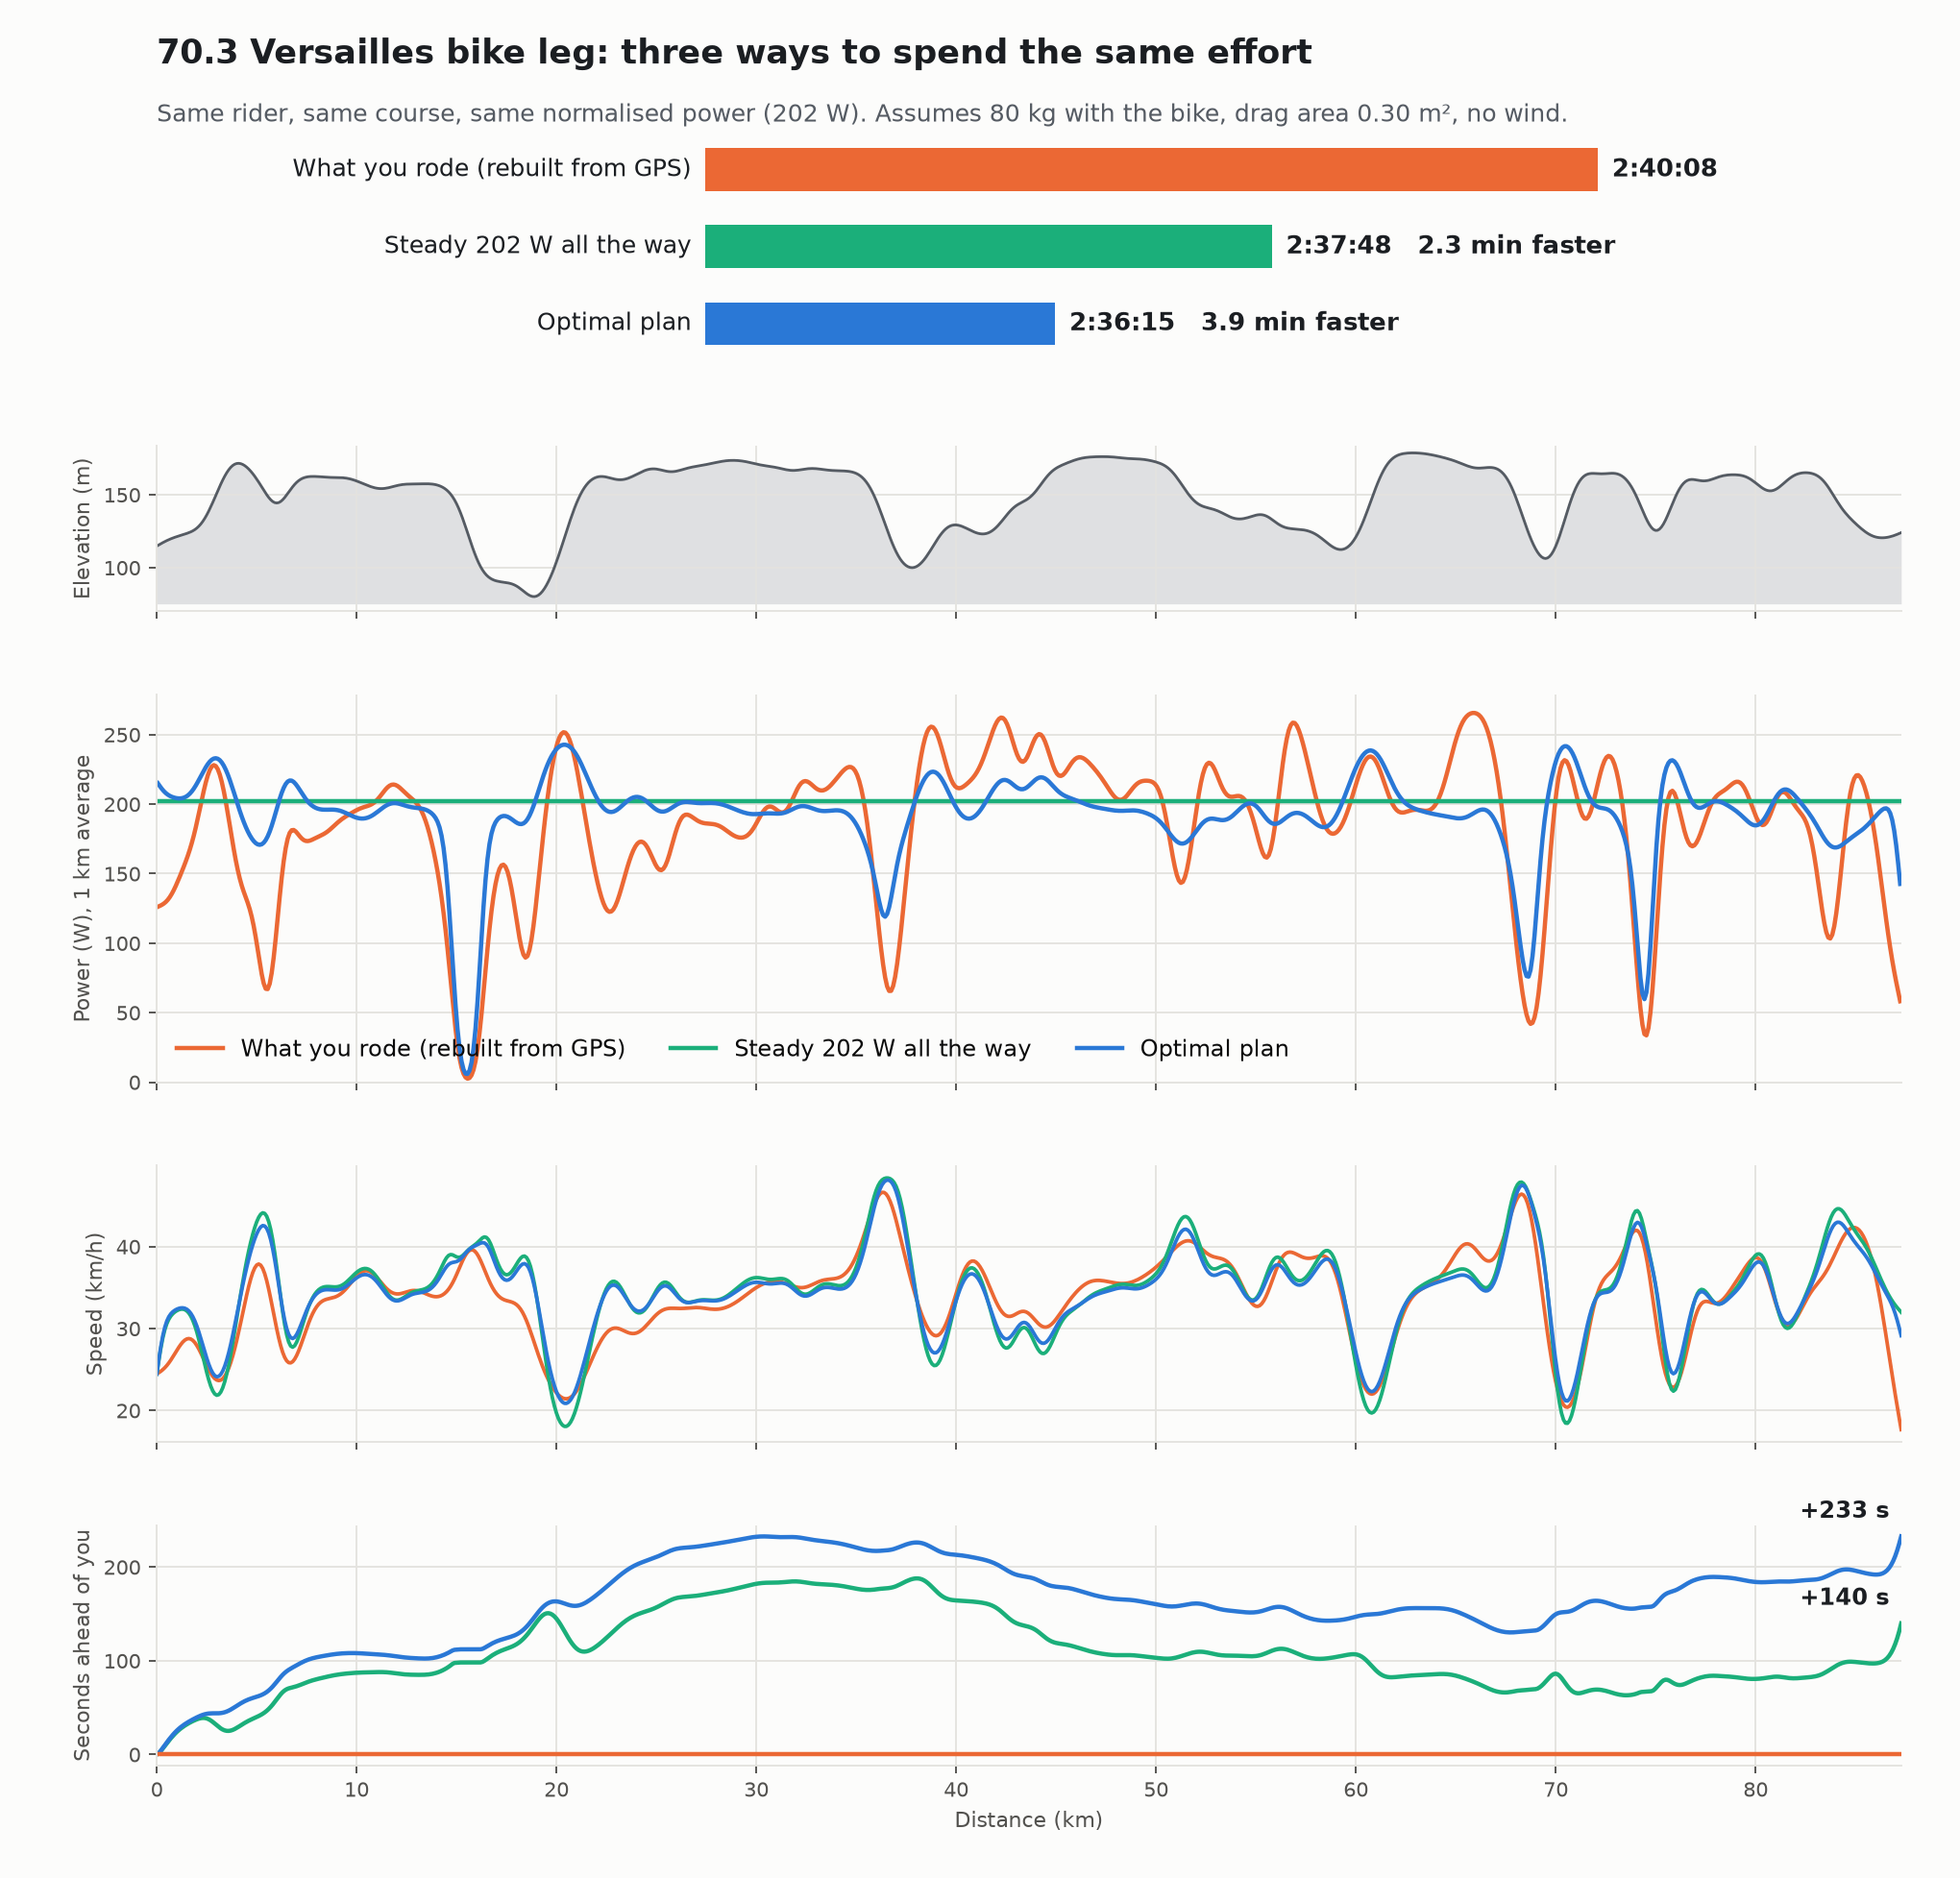 70.3 Versailles bike leg: three ways to spend the same effort
Same rider, same course, same normalised power (202 W). Assumes 80 kg with the bike, drag area 0.30 m², no wind.
What you rode (rebuilt from GPS) 2:40:08
Steady 202 W all the way 2:37:48 2.3 min faster
Optimal plan 2:36:15 3.9 min faster
Elevation (m)
150
100
Power (W), 1 km average
250
200
150
100
50
0
What you rode (rebuilt from GPS) Steady 202 W all the way Optimal plan
Speed (km/h)
40
30
20
Seconds ahead of you
200
100
0
+233 s
+140 s
0 10 20 30 40 50 60 70 80
Distance (km)